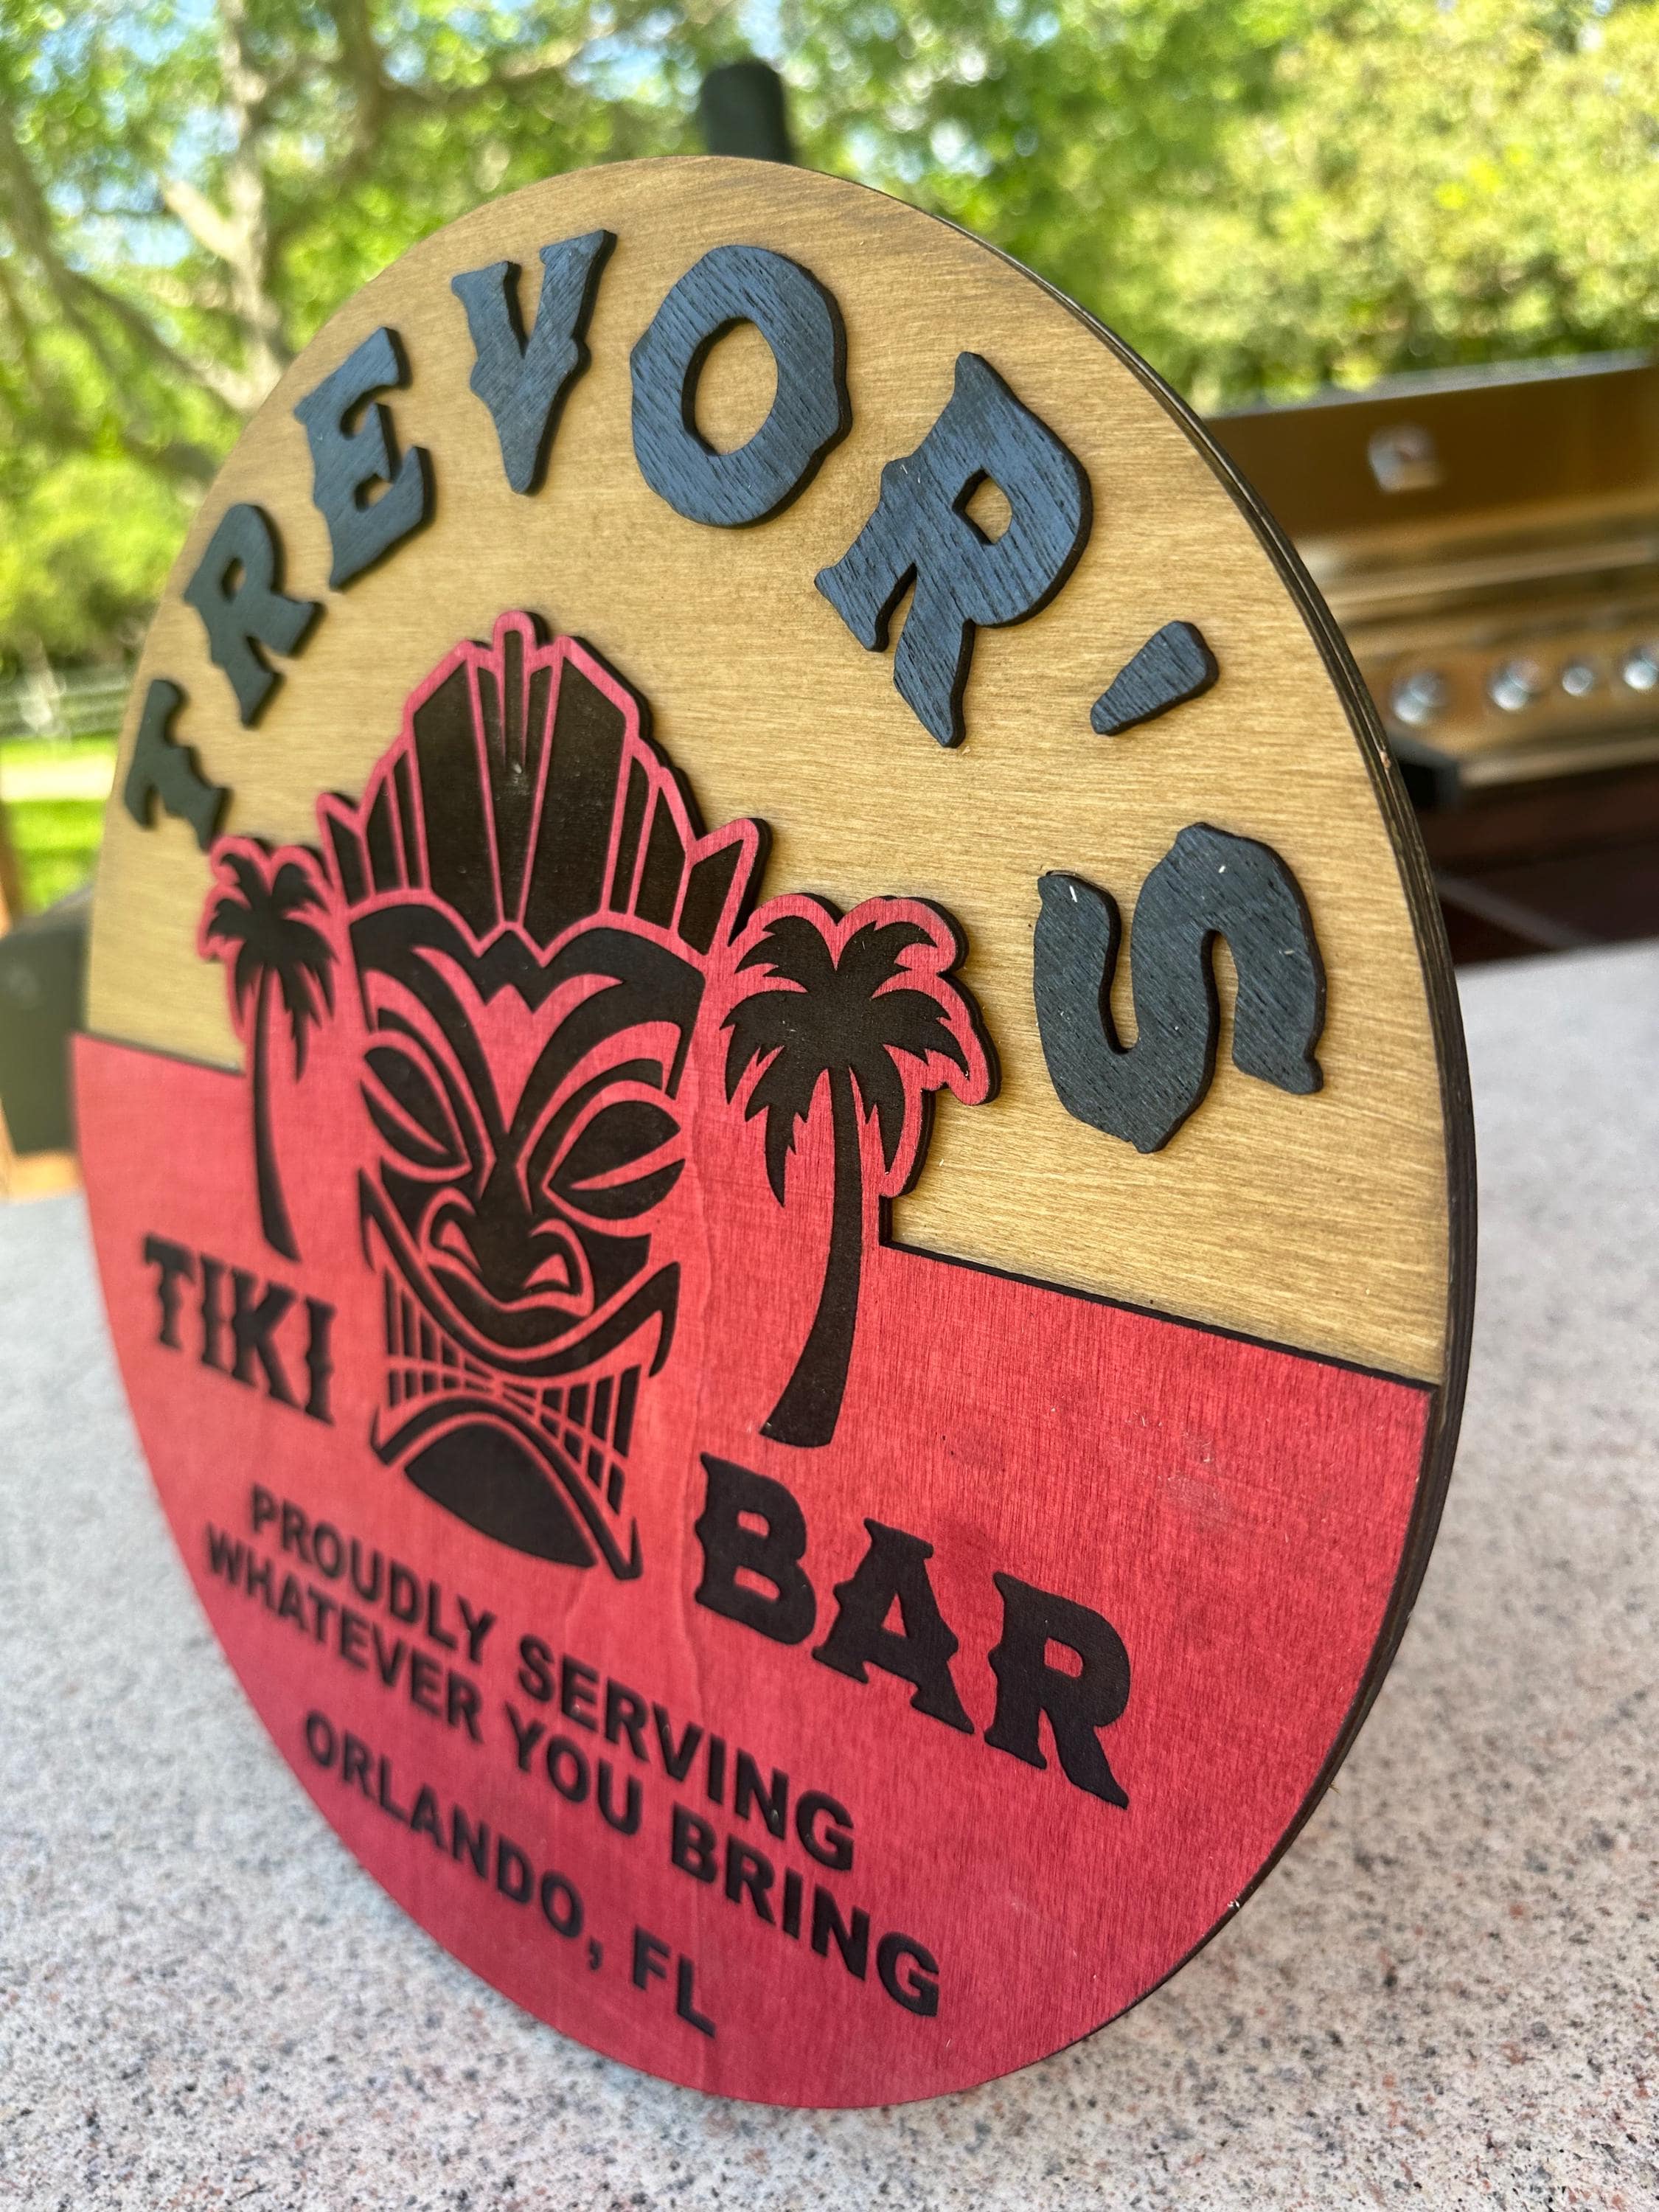 TREVOR'S
TIKI BAR
PROUDLY SERVING
WHATEVER YOU BRING
ORLANDO, FL